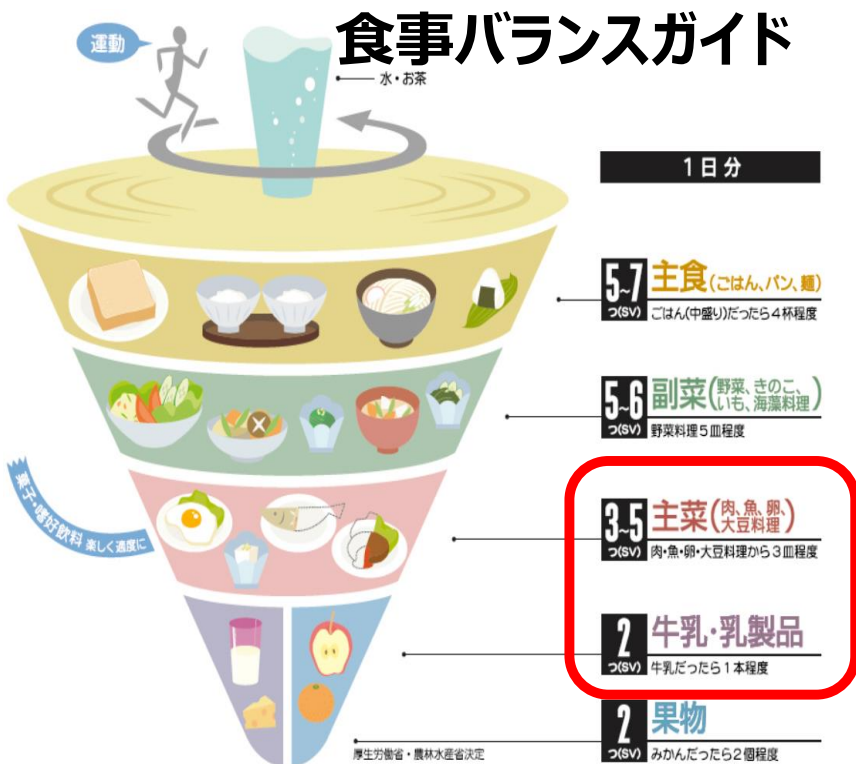 食事バランスガイド
運動
水・お茶
1日分
5~7
つ(SV)
主食(ごはん、パン、麺)
ごはん(中盛り)だったら4杯程度
5~6
つ(SV)
副菜(野菜、きのこ、
いも、海藻料理)
野菜料理5皿程度
菓子・嗜好飲料 楽しく適度に
3~5
つ(SV)
主菜(肉、魚、卵、
大豆料理)
肉・魚・卵・大豆料理から3皿程度
2
つ(SV)
牛乳・乳製品
牛乳だったら1本程度
2
つ(SV)
果物
みかんだったら2個程度
厚生労働省・農林水産省決定